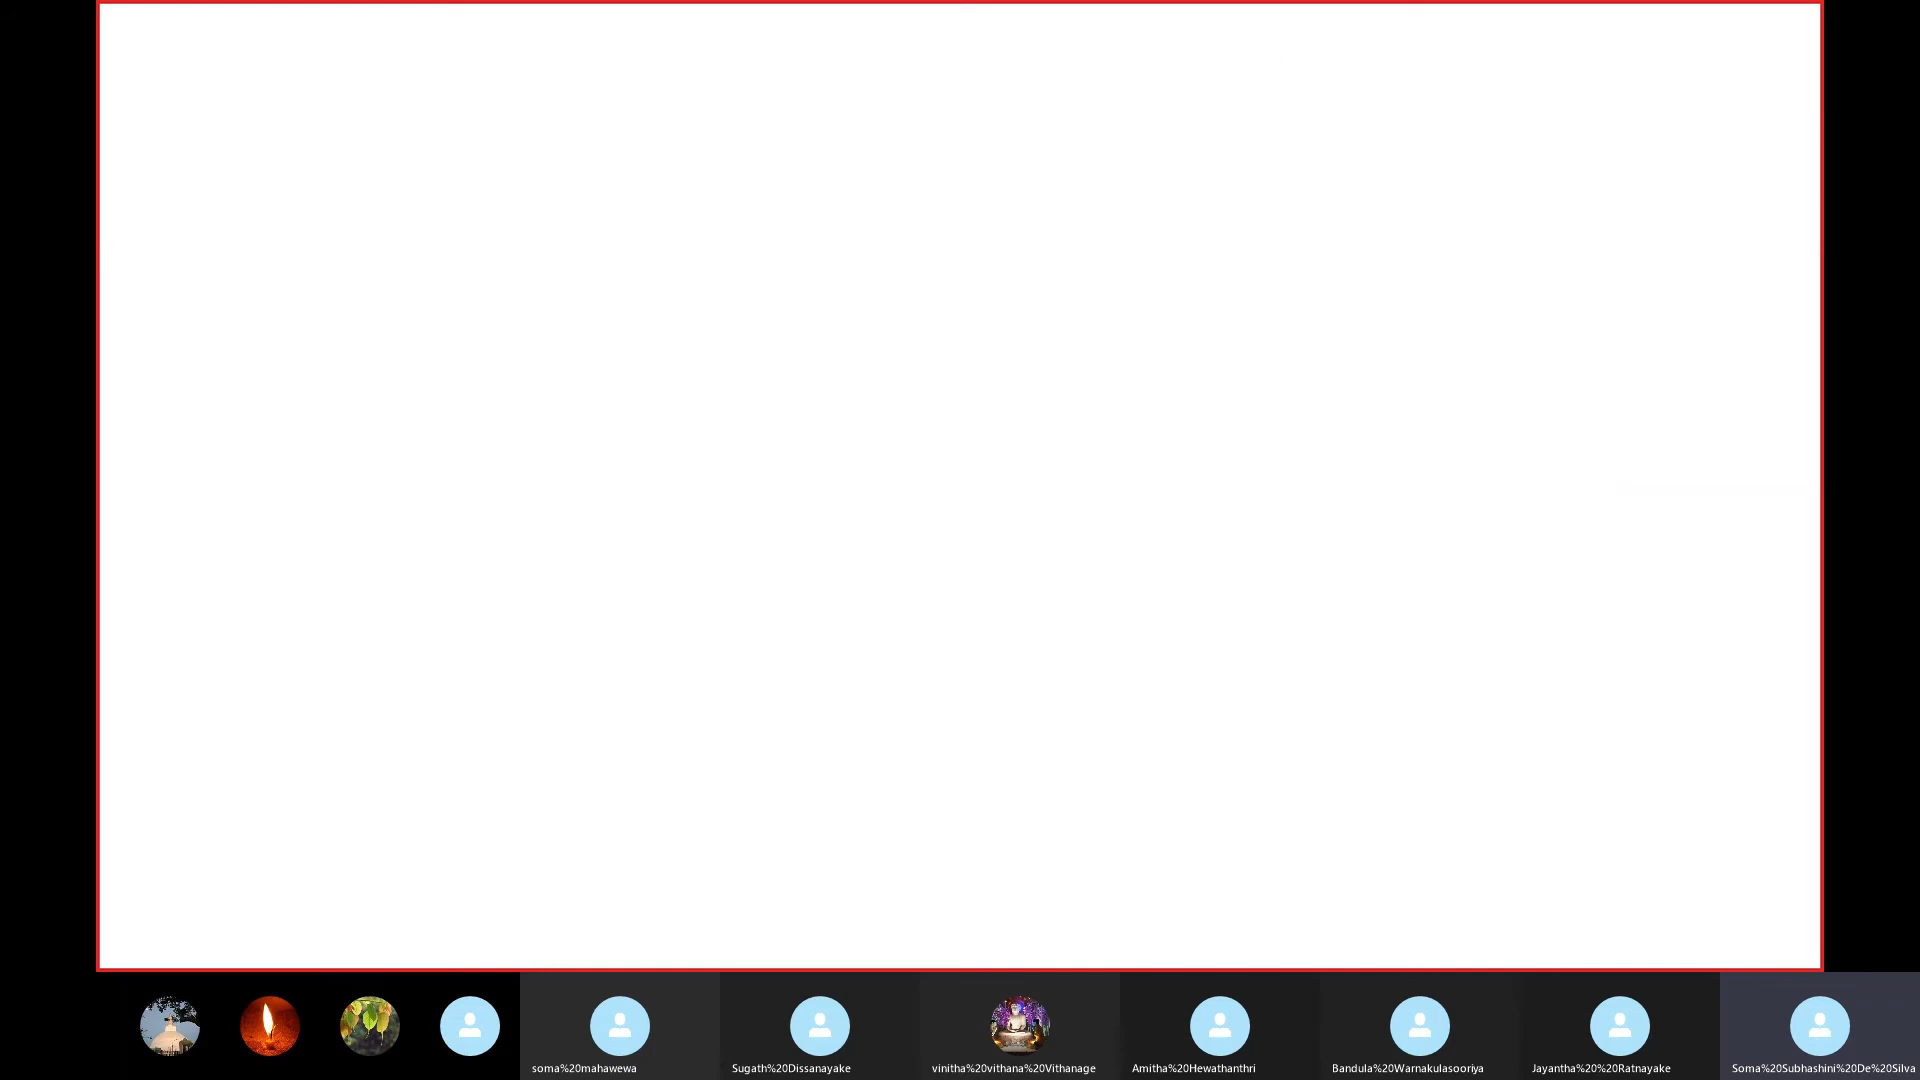 soma%20mahawewa
Sugath%20Dissanayake
vinitha%20vithana%20Vithanage
Amitha%20Hewathanthri
Bandula%20Warnakulasooriya
Jayantha%20%20Ratnayake
Soma%20Subhashini%20De%20Silva